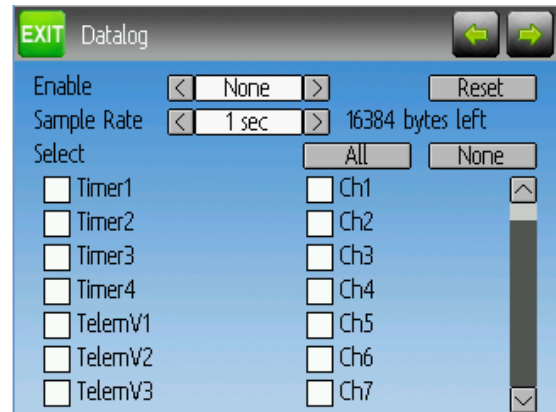 EXIT Datalog
Enable < None > Reset
Sample Rate < 1 sec > 16384 bytes left
Select All None
Timer1 Ch1
Timer2 Ch2
Timer3 Ch3
Timer4 Ch4
TelemV1 Ch5
TelemV2 Ch6
TelemV3 Ch7